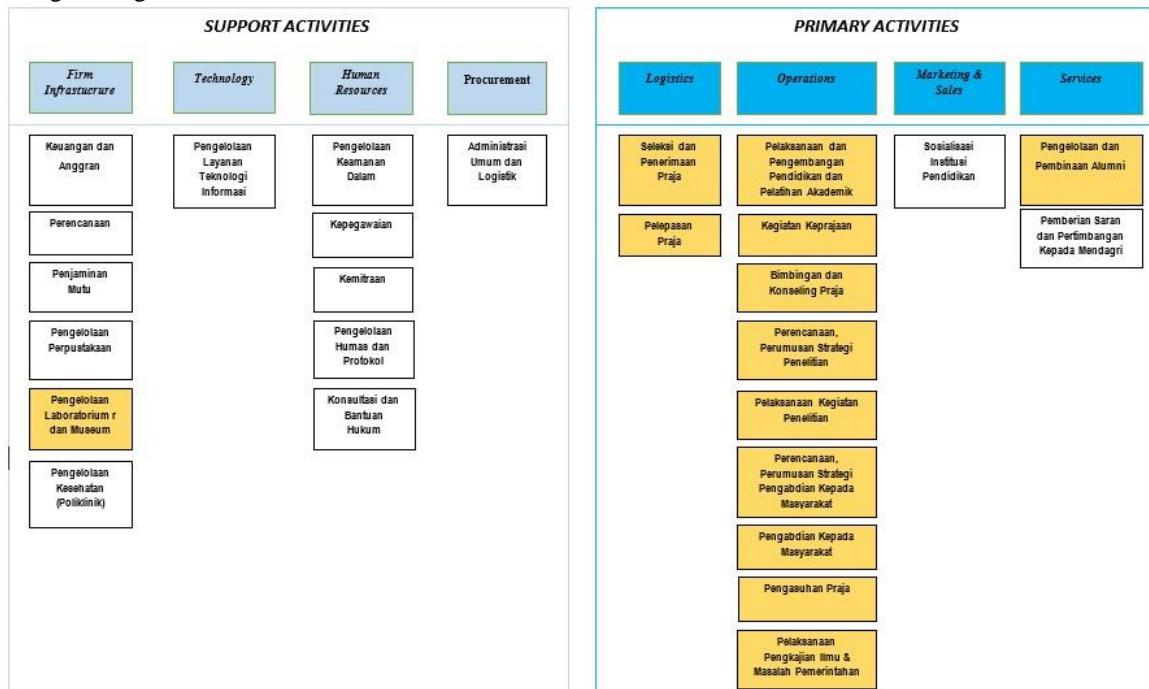 SUPPORT ACTIVITIES
Firm
Infrastucrure
Technology
Human
Resources
Procurement
Keuangan dan
Anggran
Perencanaan
Penjaminan
Mutu
Pengelolaan
Perpustakaan
Pengelolaan
Laboratorium r
dan Museum
Pengelolaan
Kesehatan
(Poliklinik)
Pengelolaan
Layanan
Teknologi
Informasi
Pengelolaan
Keamanan
Dalam
Kepegawaian
Kemitraan
Pengelolaan
Humas dan
Protokol
Konsultasi dan
Bantuan
Hukum
Administrasi
Umum dan
Logistik
PRIMARY ACTIVITIES
Logistics
Operations
Marketing &
Sales
Services
Seleksi dan
Penerimaan
Praja
Pelepasan
Praja
Pelaksanaan dan
Pengembangan
Pendidikan dan
Pelatihan Akademik
Kegiatan Keprajaan
Bimbingan dan
Konseling Praja
Perencanaan,
Perumusan Strategi
Penelitian
Pelaksanaan Kegiatan
Penelitian
Perencanaan,
Perumusan Strategi
Pengabdian Kepada
Masyarakat
Pengabdian Kepada
Masyarakat
Pengasuhan Praja
Pelaksanaan
Pengkajian Ilmu &
Masalah Pemerintahan
Sosialisasi
Institusi
Pendidikan
Pengelolaan dan
Pembinaan Alumni
Pemberian Saran
dan Pertimbangan
Kepada Mendagri